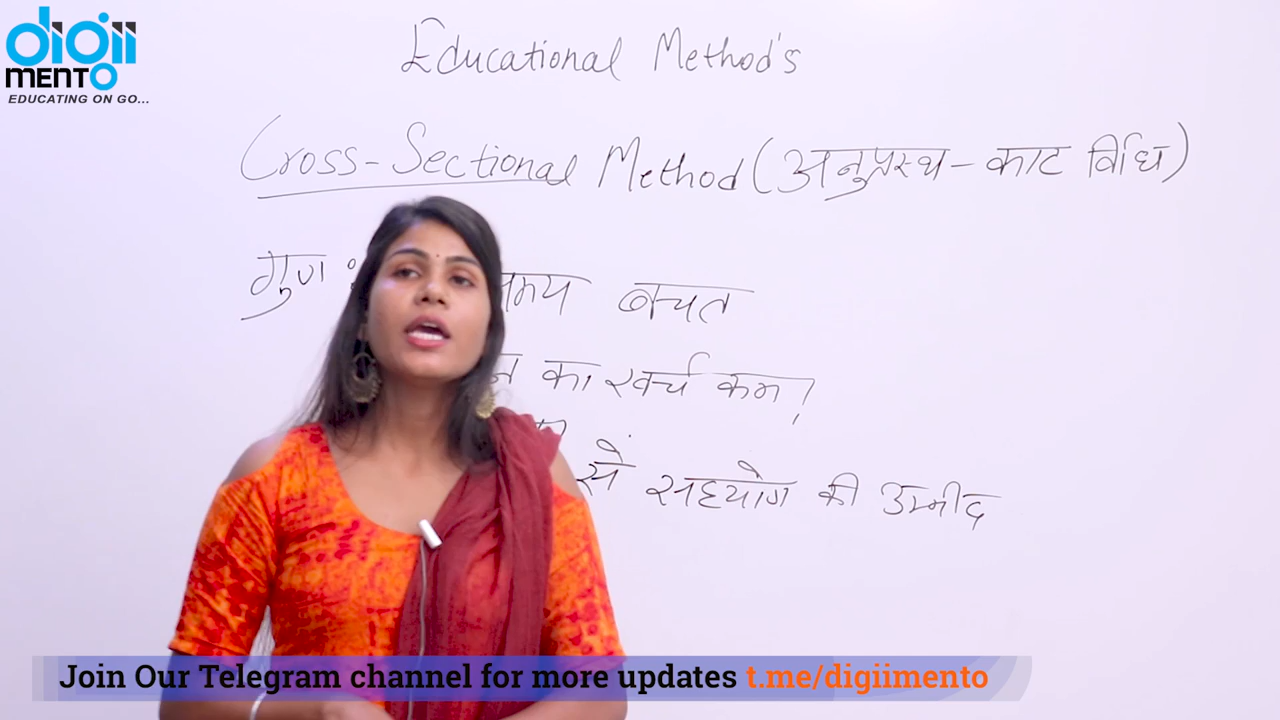 digii
MENTO
EDUCATING ON GO...
Educational Method's
Cross-Sectional Method (अनुप्रस्थ-काट विधि)
गुण : बचत
का खर्च कम।
से सहयोग की उम्मीद
Join Our Telegram channel for more updates t.me/digiimento